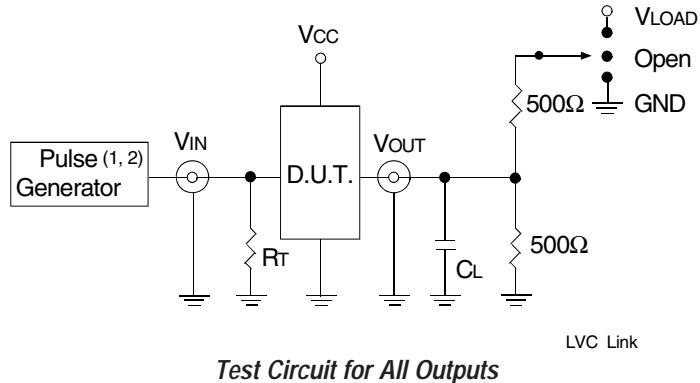 VCC
VLOAD
Open
GND
500Ω
VIN
VOUT
Pulse (1, 2)
Generator
D.U.T.
RT
CL
500Ω
LVC Link
Test Circuit for All Outputs